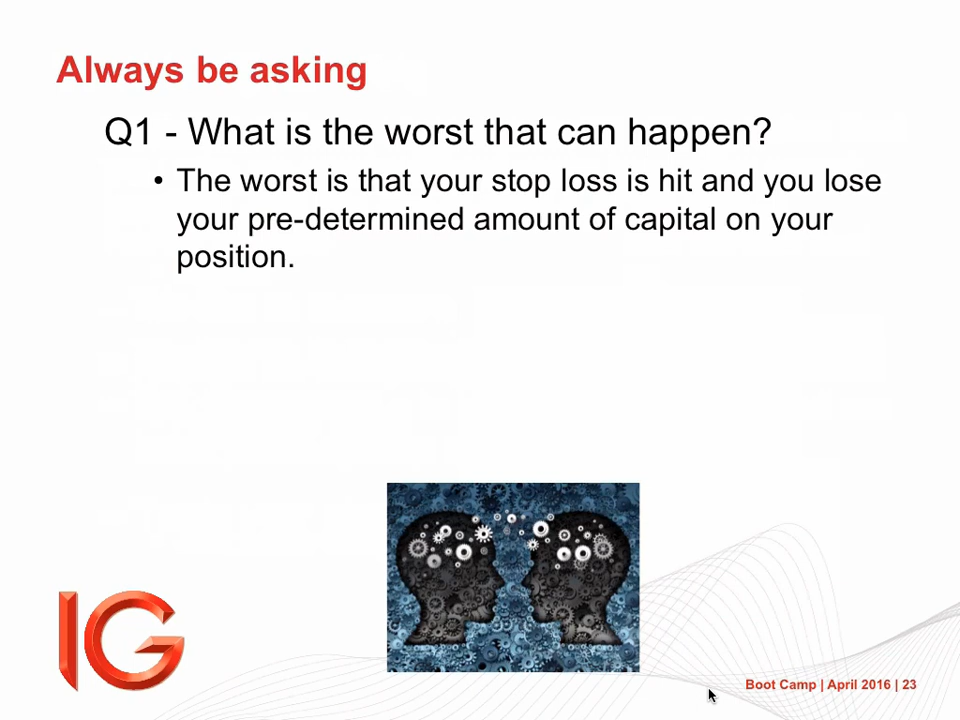 Always be asking
Q1 - What is the worst that can happen?
• The worst is that your stop loss is hit and you lose
your pre-determined amount of capital on your
position.
IG
Boot Camp | April 2016 | 23